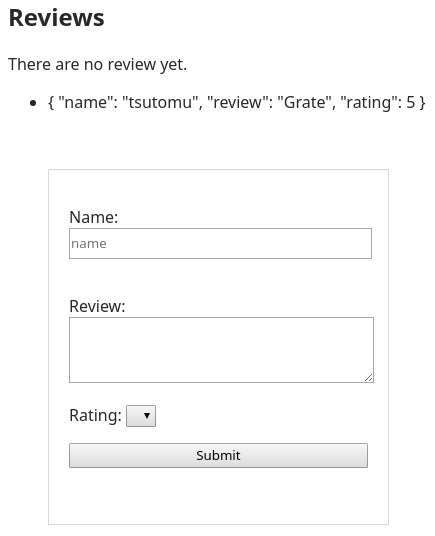 Reviews
There are no review yet.
{ "name": "tsutomu", "review": "Grate", "rating": 5 }
Name:
name
Review:
Rating:
Submit